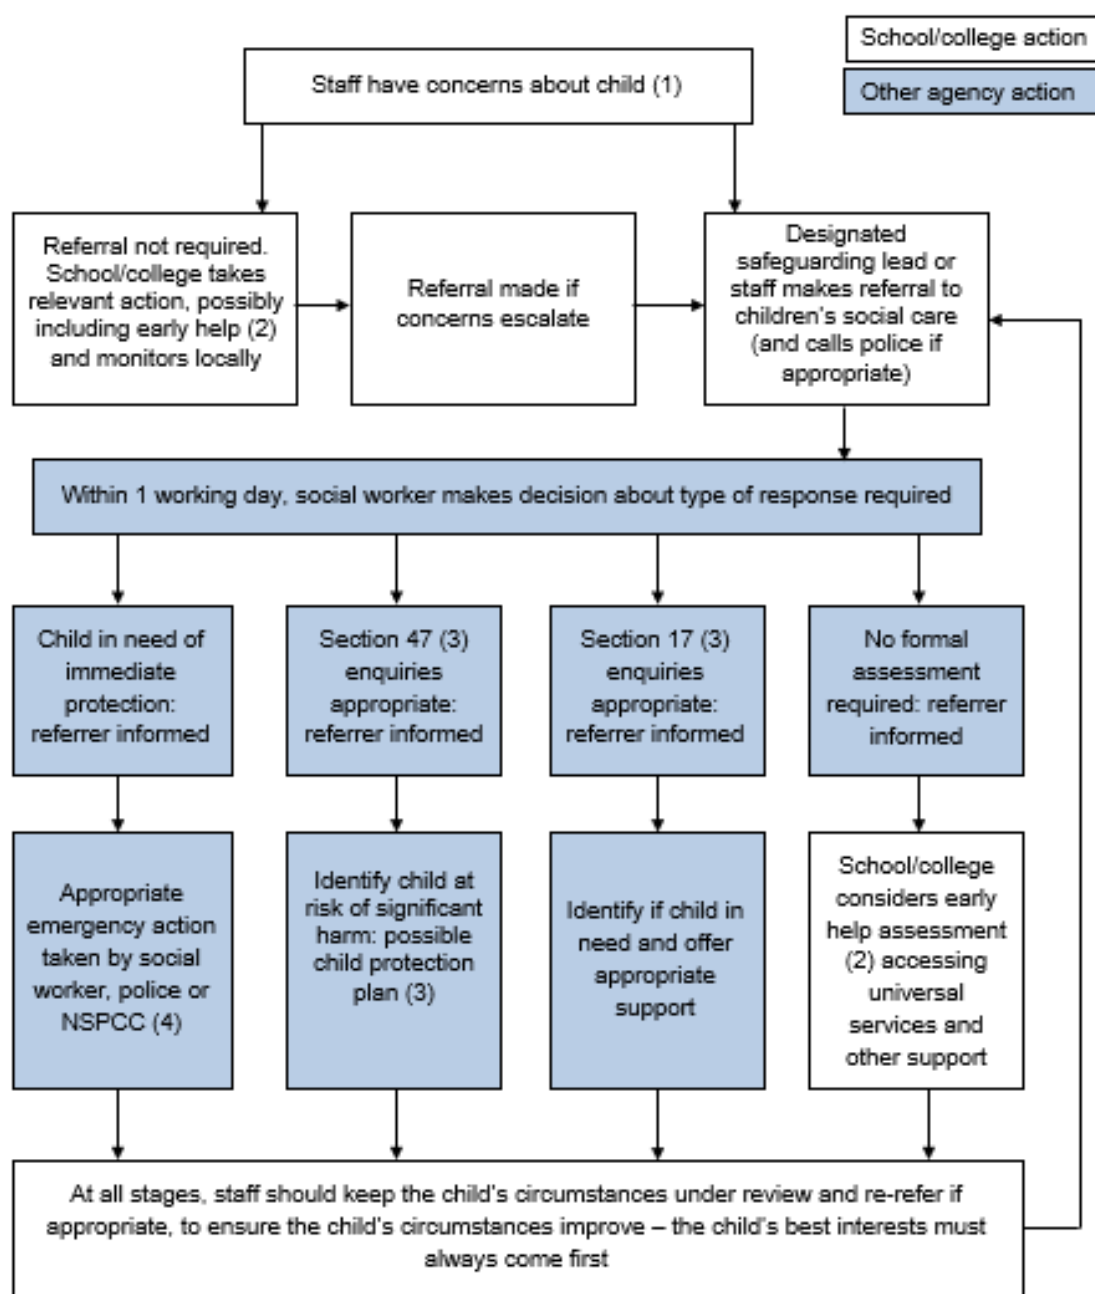 School/college action
Other agency action
Staff have concerns about child (1)
Referral not required.
School/college takes
relevant action, possibly
including early help (2)
and monitors locally
Referral made if
concerns escalate
Designated
safeguarding lead or
staff makes referral to
children’s social care
(and calls police if
appropriate)
Within 1 working day, social worker makes decision about type of response required
Child in need of
immediate
protection:
referrer informed
Section 47 (3)
enquiries
appropriate:
referrer informed
Section 17 (3)
enquiries
appropriate:
referrer informed
No formal
assessment
required: referrer
informed
Appropriate
emergency action
taken by social
worker, police or
NSPCC (4)
Identify child at
risk of significant
harm: possible
child protection
plan (3)
Identify if child in
need and offer
appropriate
support
School/college
considers early
help assessment
(2) accessing
universal
services and
other support
At all stages, staff should keep the child’s circumstances under review and re-refer if
appropriate, to ensure the child’s circumstances improve – the child’s best interests must
always come first